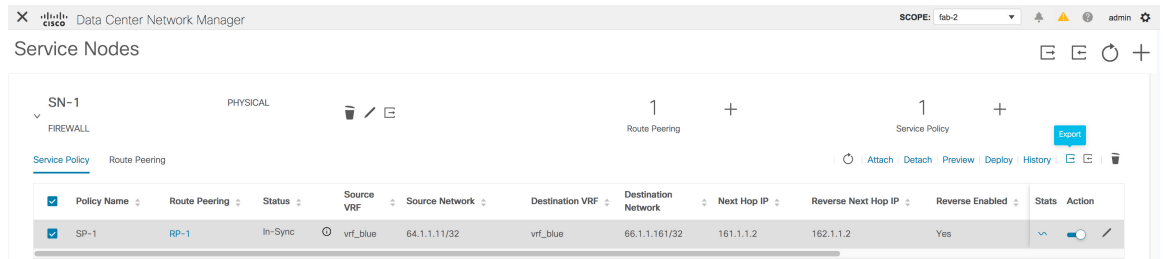 cisco Data Center Network Manager SCOPE: fab-2 admin
Service Nodes
SN-1 PHYSICAL 1 1
FIREWALL Route Peering Service Policy
Export
Service Policy Route Peering Attach Detach Preview Deploy History
Policy Name Route Peering Status Source VRF Source Network Destination VRF Destination Network Next Hop IP Reverse Next Hop IP Reverse Enabled Stats Action
SP-1 RP-1 In-Sync vrf_blue 64.1.1.11/32 vrf_blue 66.1.1.161/32 161.1.1.2 162.1.1.2 Yes